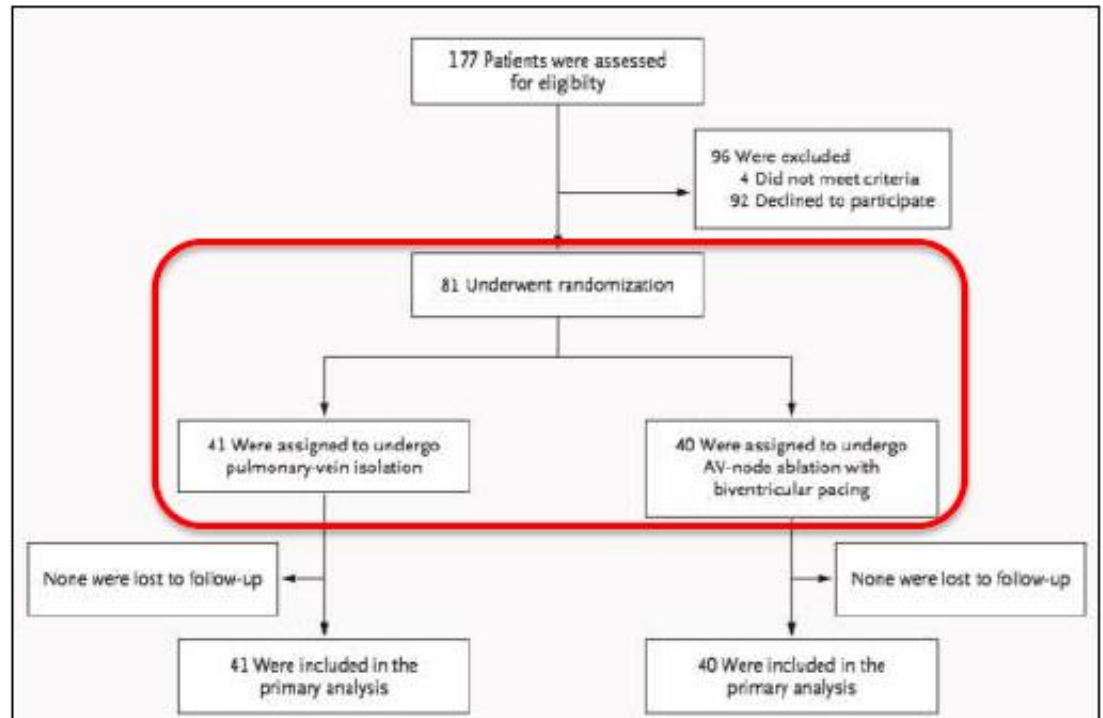 177 Patients were assessed
for eligibilty
96 Were excluded
4 Did not meet criteria
92 Declined to participate
81 Underwent randomization
41 Were assigned to undergo
pulmonary-vein isolation
40 Were assigned to undergo
AV-node ablation with
biventricular pacing
None were lost to follow-up
None were lost to follow-up
41 Were included in the
primary analysis
40 Were included in the
primary analysis